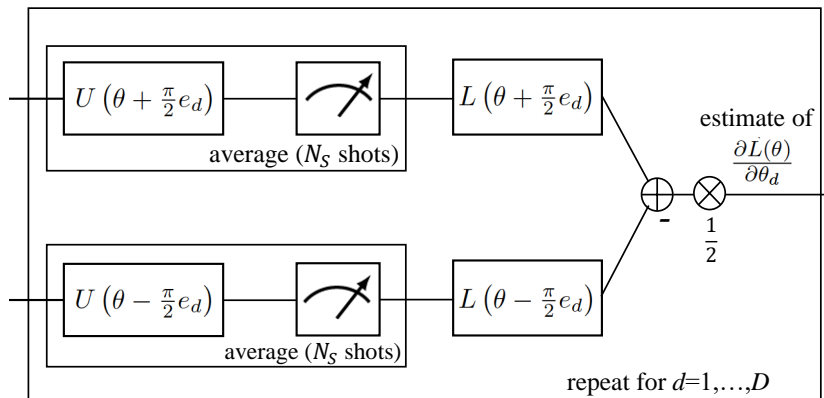 U (θ + π/2 e_d)
L (θ + π/2 e_d)
average (N_S shots)
estimate of
∂L(θ)/∂θ_d
-
1/2
U (θ − π/2 e_d)
L (θ − π/2 e_d)
average (N_S shots)
repeat for d=1,…,D